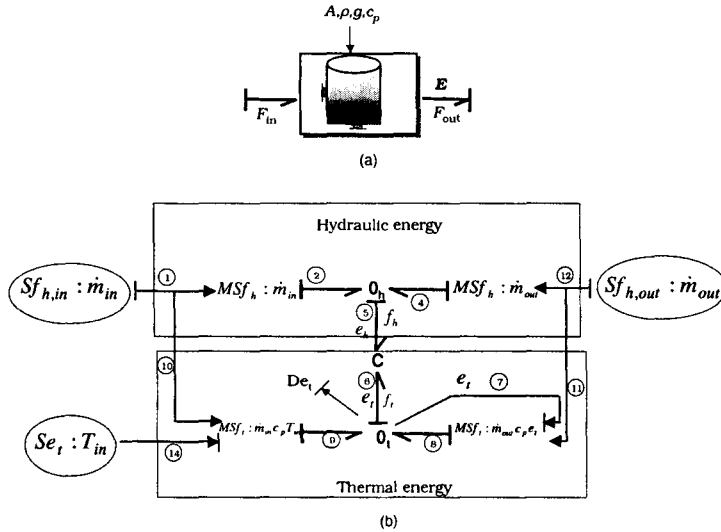 A,ρ,g,c_p
F_in
E
F_out
(a)
Hydraulic energy
Sf_h,in : ṁ_in
1
MSf_h : ṁ_in
2
0_h
4
MSf_h : ṁ_out
12
Sf_h,out : ṁ_out
5
f_h
e_h
C
10
De_t
6
e_t
f_t
e_t
7
11
Se_t : T_in
14
MSf_t : ṁ_in c_p T_in
9
0_t
8
MSf_t : ṁ_out c_p e_t
Thermal energy
(b)